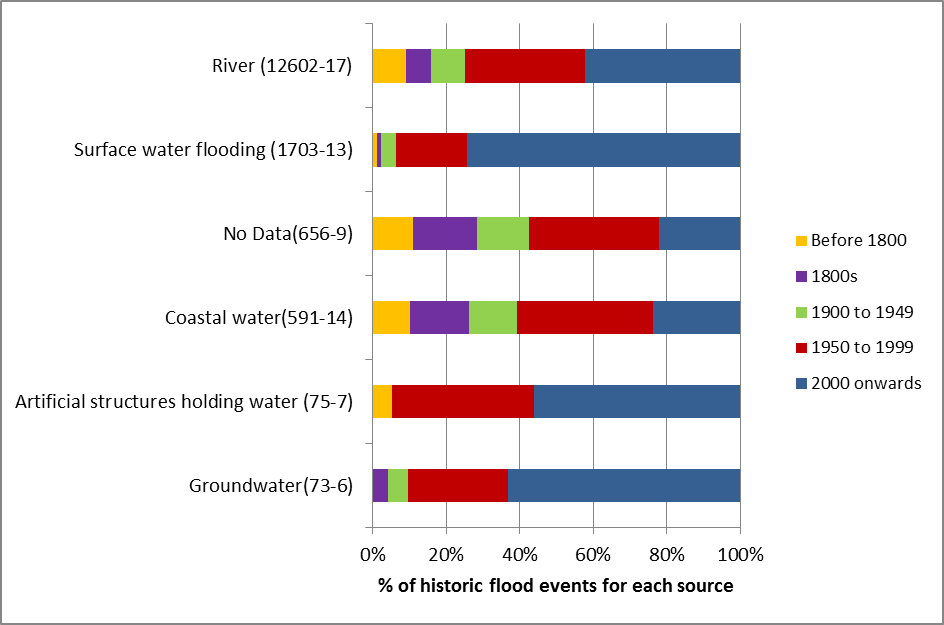 River (12602-17)
Surface water flooding (1703-13)
No Data(656-9)
Coastal water(591-14)
Artificial structures holding water (75-7)
Groundwater(73-6)
0% 20% 40% 60% 80% 100%
% of historic flood events for each source
Before 1800
1800s
1900 to 1949
1950 to 1999
2000 onwards